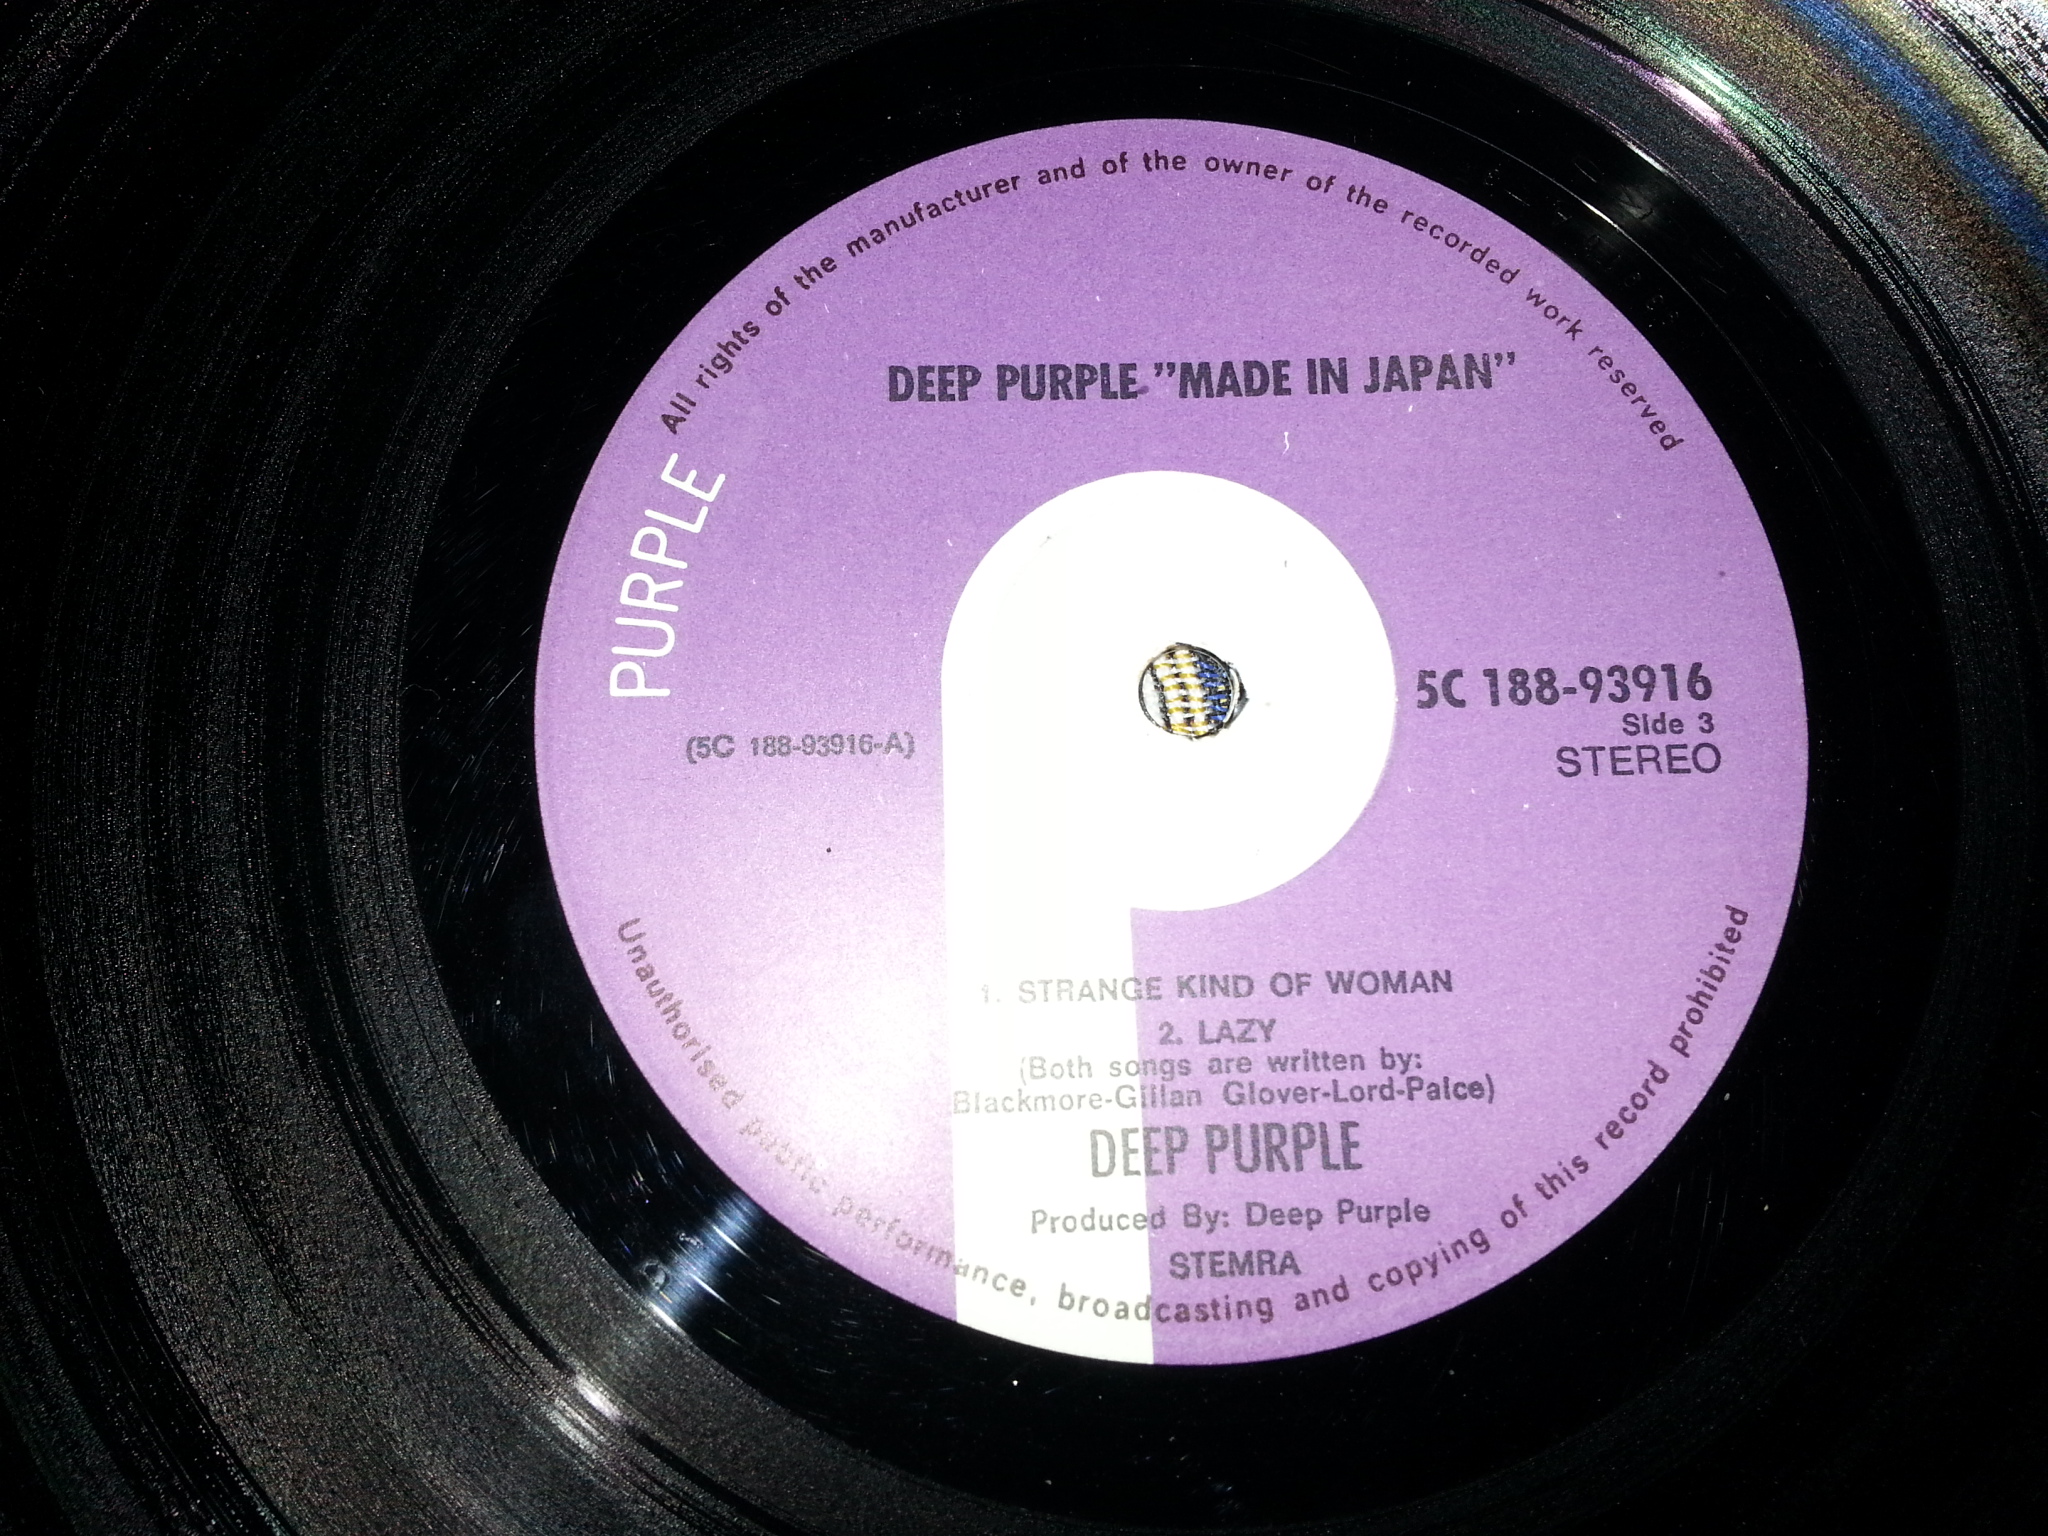 All rights of the manufacturer and of the owner of the recorded work reserved
DEEP PURPLE "MADE IN JAPAN"
PURPLE
5C 188-93916
Side 3
STEREO
(5C 188-93916-A)
1. STRANGE KIND OF WOMAN
2. LAZY
(Both songs are written by:
Blackmore-Gillan Glover-Lord-Paice)
DEEP PURPLE
Produced By: Deep Purple
STEMRA
Unauthorised public performance, broadcasting and copying of this record prohibited